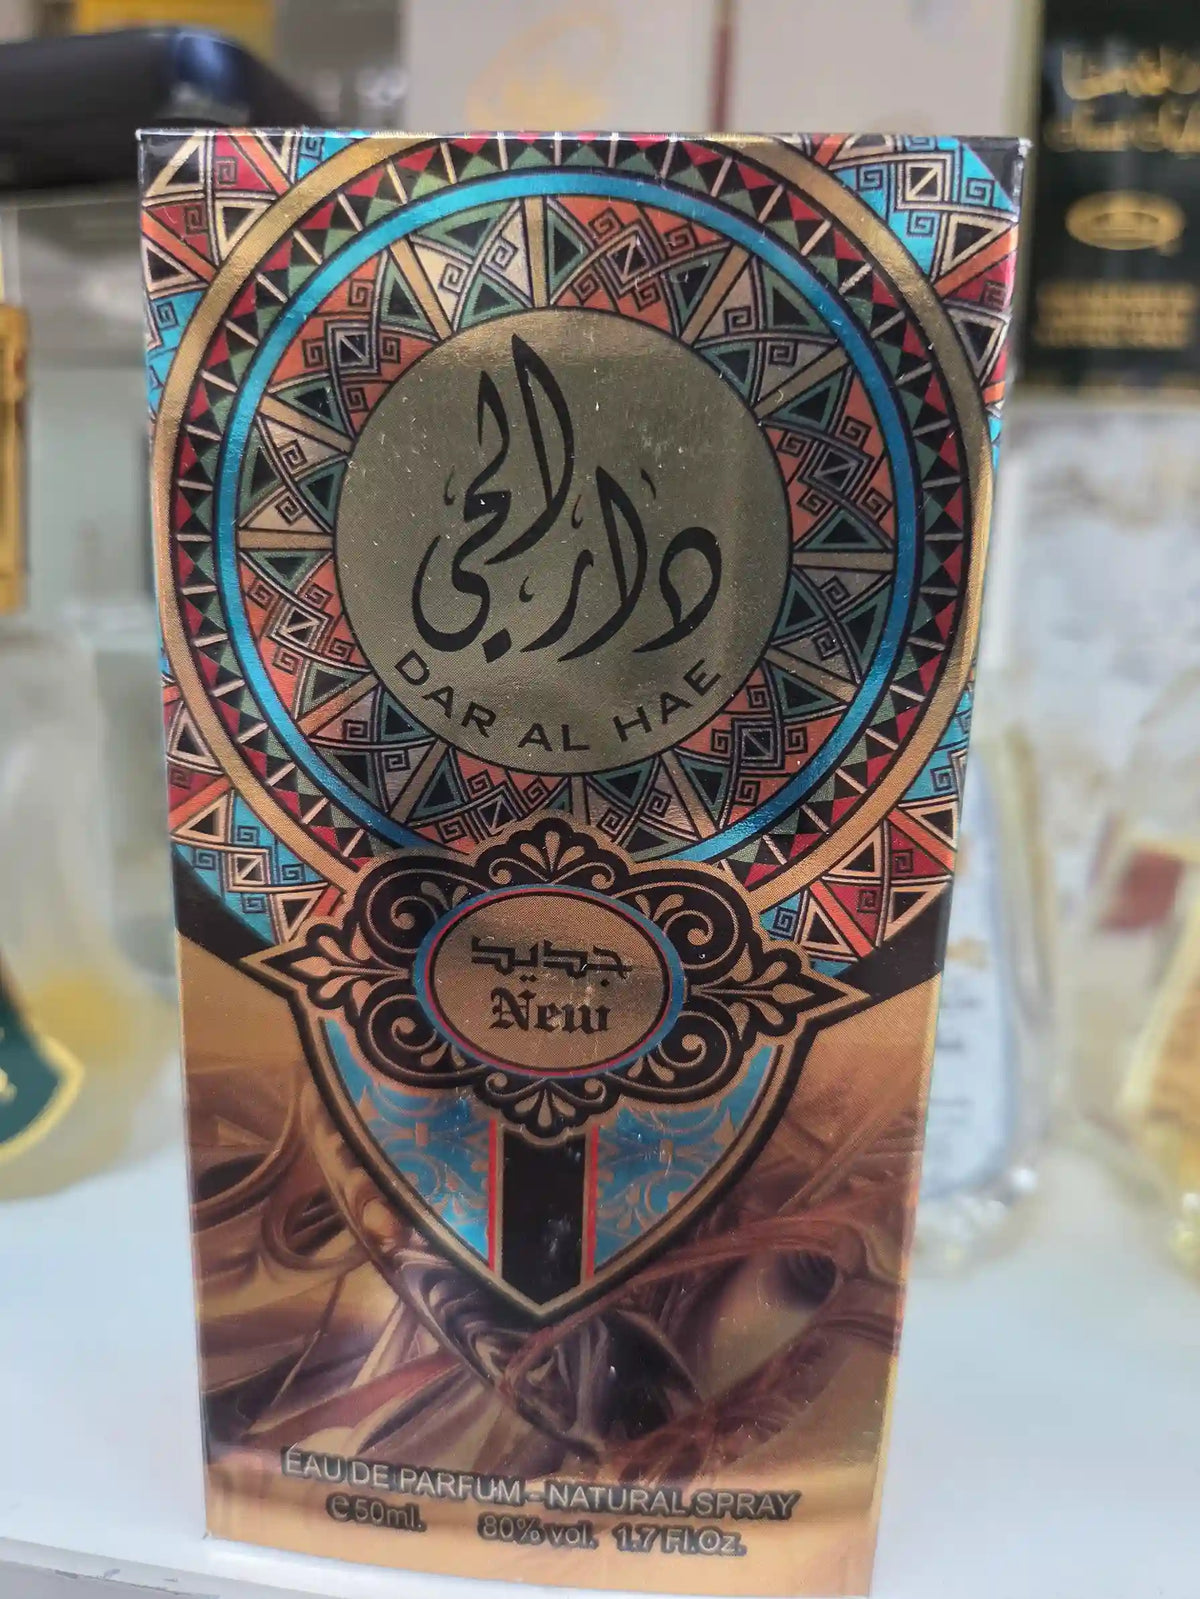 دار الحي
DAR AL HAE
جديد
New
EAU DE PARFUM - NATURAL SPRAY
e 50ml. 80% vol. 1.7 Fl.Oz.